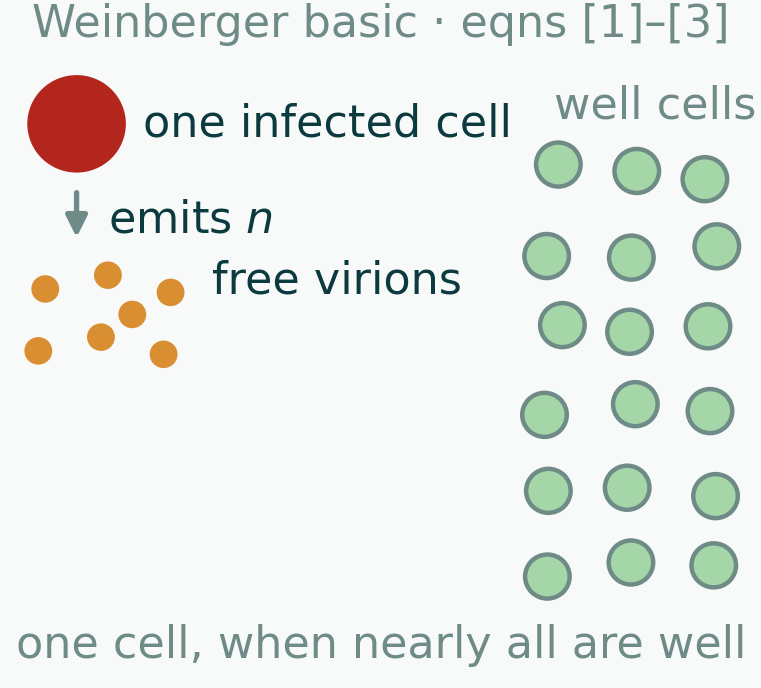 Weinberger basic · eqns [1]–[3]
well cells
one infected cell
emits n
free virions
one cell, when nearly all are well